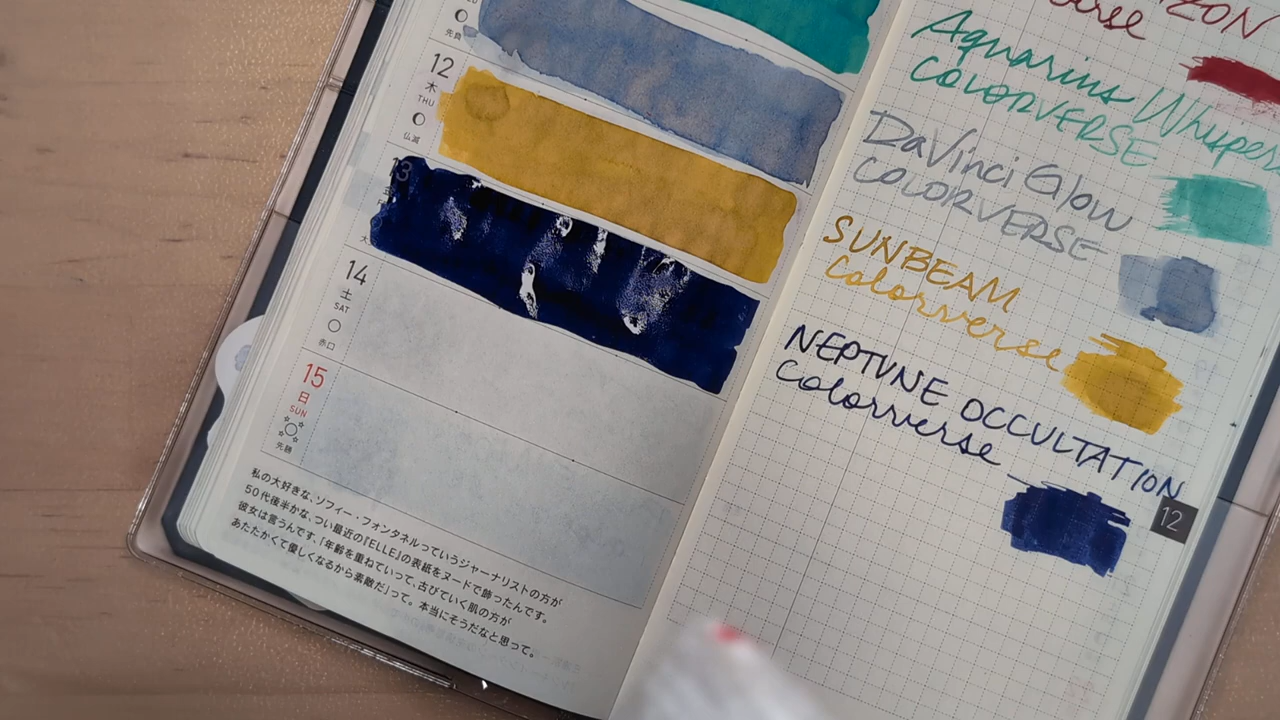 先負
12
木
THU
仏滅
13
14
土
SAT
赤口
15
日
SUN
先勝
私の大好きな、ソフィー・フォンタネルっていうジャーナリストの方が
50代後半かな、つい最近の『ELLE』の表紙をヌードで飾ったんです。
彼女は言うんです、「年齢を重ねていって、古びていく肌の方が
あたたかくて優しくなるから素敵だ」って。本当にそうだなと思って。
Aquarius Whispers
COLORVERSE
DaVinci Glow
COLORVERSE
SUNBEAM
Colorverse
NEPTUNE OCCULTATION
Colorverse
12